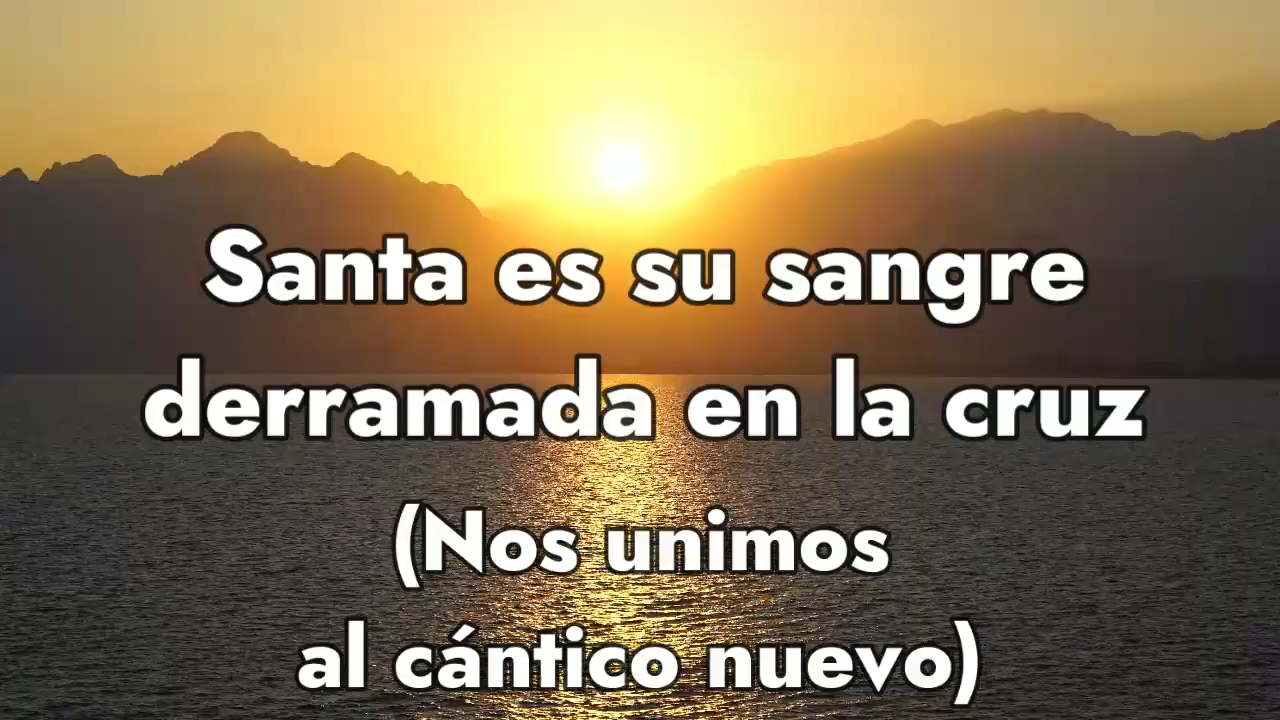 Santa es su sangre
derramada en la cruz
(Nos unimos
al cántico nuevo)